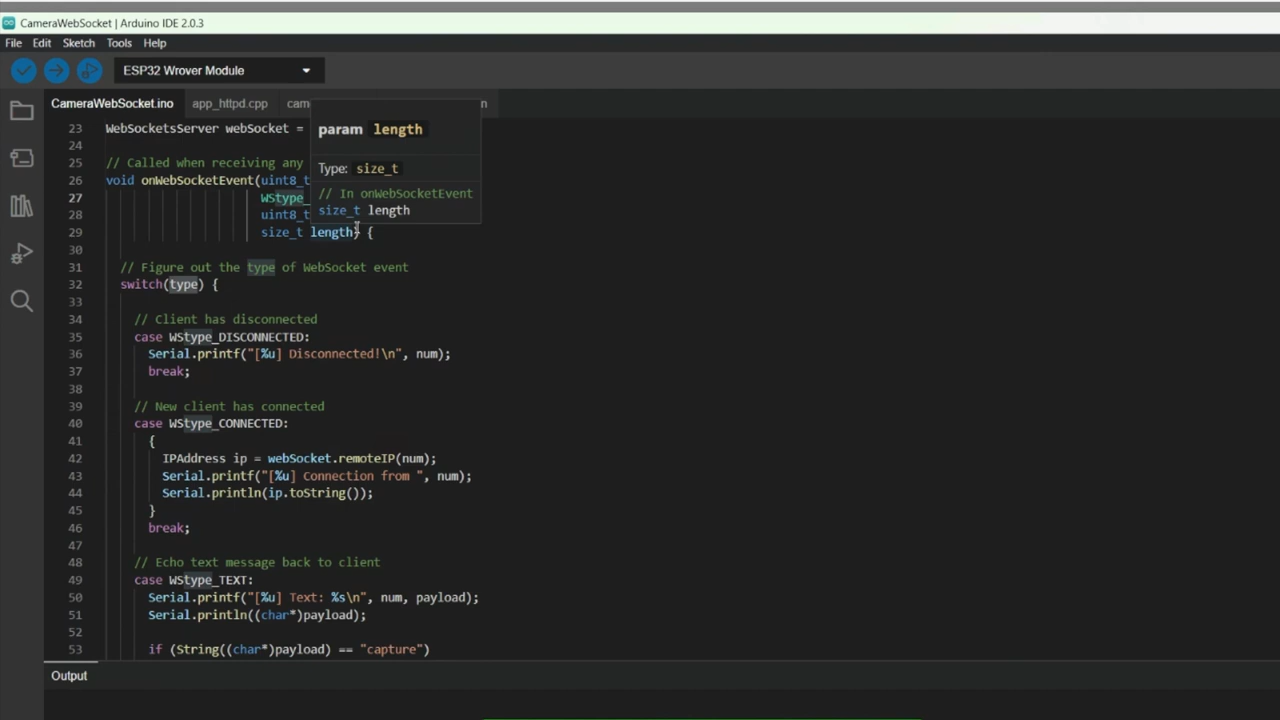 CameraWebSocket | Arduino IDE 2.0.3
File Edit Sketch Tools Help
ESP32 Wrover Module
CameraWebSocket.ino app_httpd.cpp
param length
Type: size_t
// In onWebSocketEvent
size_t length
23 WebSocketsServer webSocket =
24
25 // Called when receiving any
26 void onWebSocketEvent(uint8_t
27 WStype_
28 uint8_t
29 size_t length) {
30
31 // Figure out the type of WebSocket event
32 switch(type) {
33
34 // Client has disconnected
35 case WStype_DISCONNECTED:
36 Serial.printf("[%u] Disconnected!\n", num);
37 break;
38
39 // New client has connected
40 case WStype_CONNECTED:
41 {
42 IPAddress ip = webSocket.remoteIP(num);
43 Serial.printf("[%u] Connection from ", num);
44 Serial.println(ip.toString());
45 }
46 break;
47
48 // Echo text message back to client
49 case WStype_TEXT:
50 Serial.printf("[%u] Text: %s\n", num, payload);
51 Serial.println((char*)payload);
52
53 if (String((char*)payload) == "capture")
Output